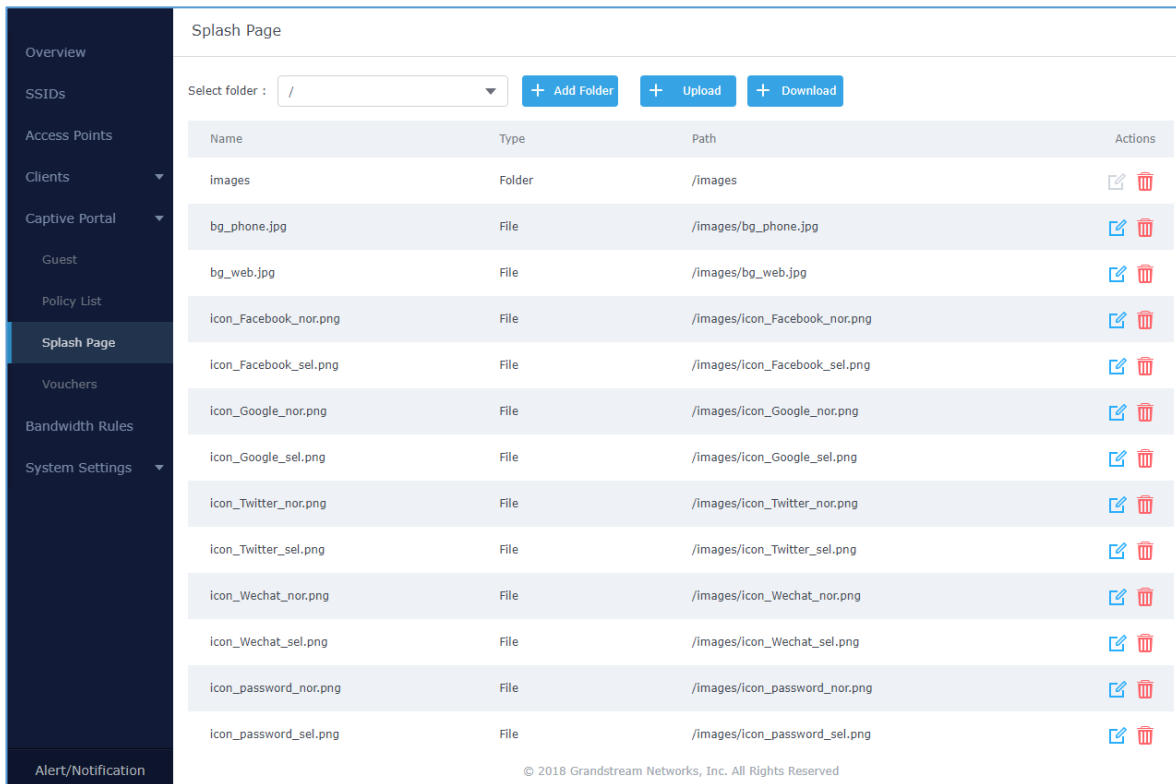 Splash Page
Overview
SSIDs
Access Points
Clients
Captive Portal
Guest
Policy List
Splash Page
Vouchers
Bandwidth Rules
System Settings
Alert/Notification
Select folder : / + Add Folder + Upload + Download
Name Type Path Actions
images Folder /images
bg_phone.jpg File /images/bg_phone.jpg
bg_web.jpg File /images/bg_web.jpg
icon_Facebook_nor.png File /images/icon_Facebook_nor.png
icon_Facebook_sel.png File /images/icon_Facebook_sel.png
icon_Google_nor.png File /images/icon_Google_nor.png
icon_Google_sel.png File /images/icon_Google_sel.png
icon_Twitter_nor.png File /images/icon_Twitter_nor.png
icon_Twitter_sel.png File /images/icon_Twitter_sel.png
icon_Wechat_nor.png File /images/icon_Wechat_nor.png
icon_Wechat_sel.png File /images/icon_Wechat_sel.png
icon_password_nor.png File /images/icon_password_nor.png
icon_password_sel.png File /images/icon_password_sel.png
© 2018 Grandstream Networks, Inc. All Rights Reserved